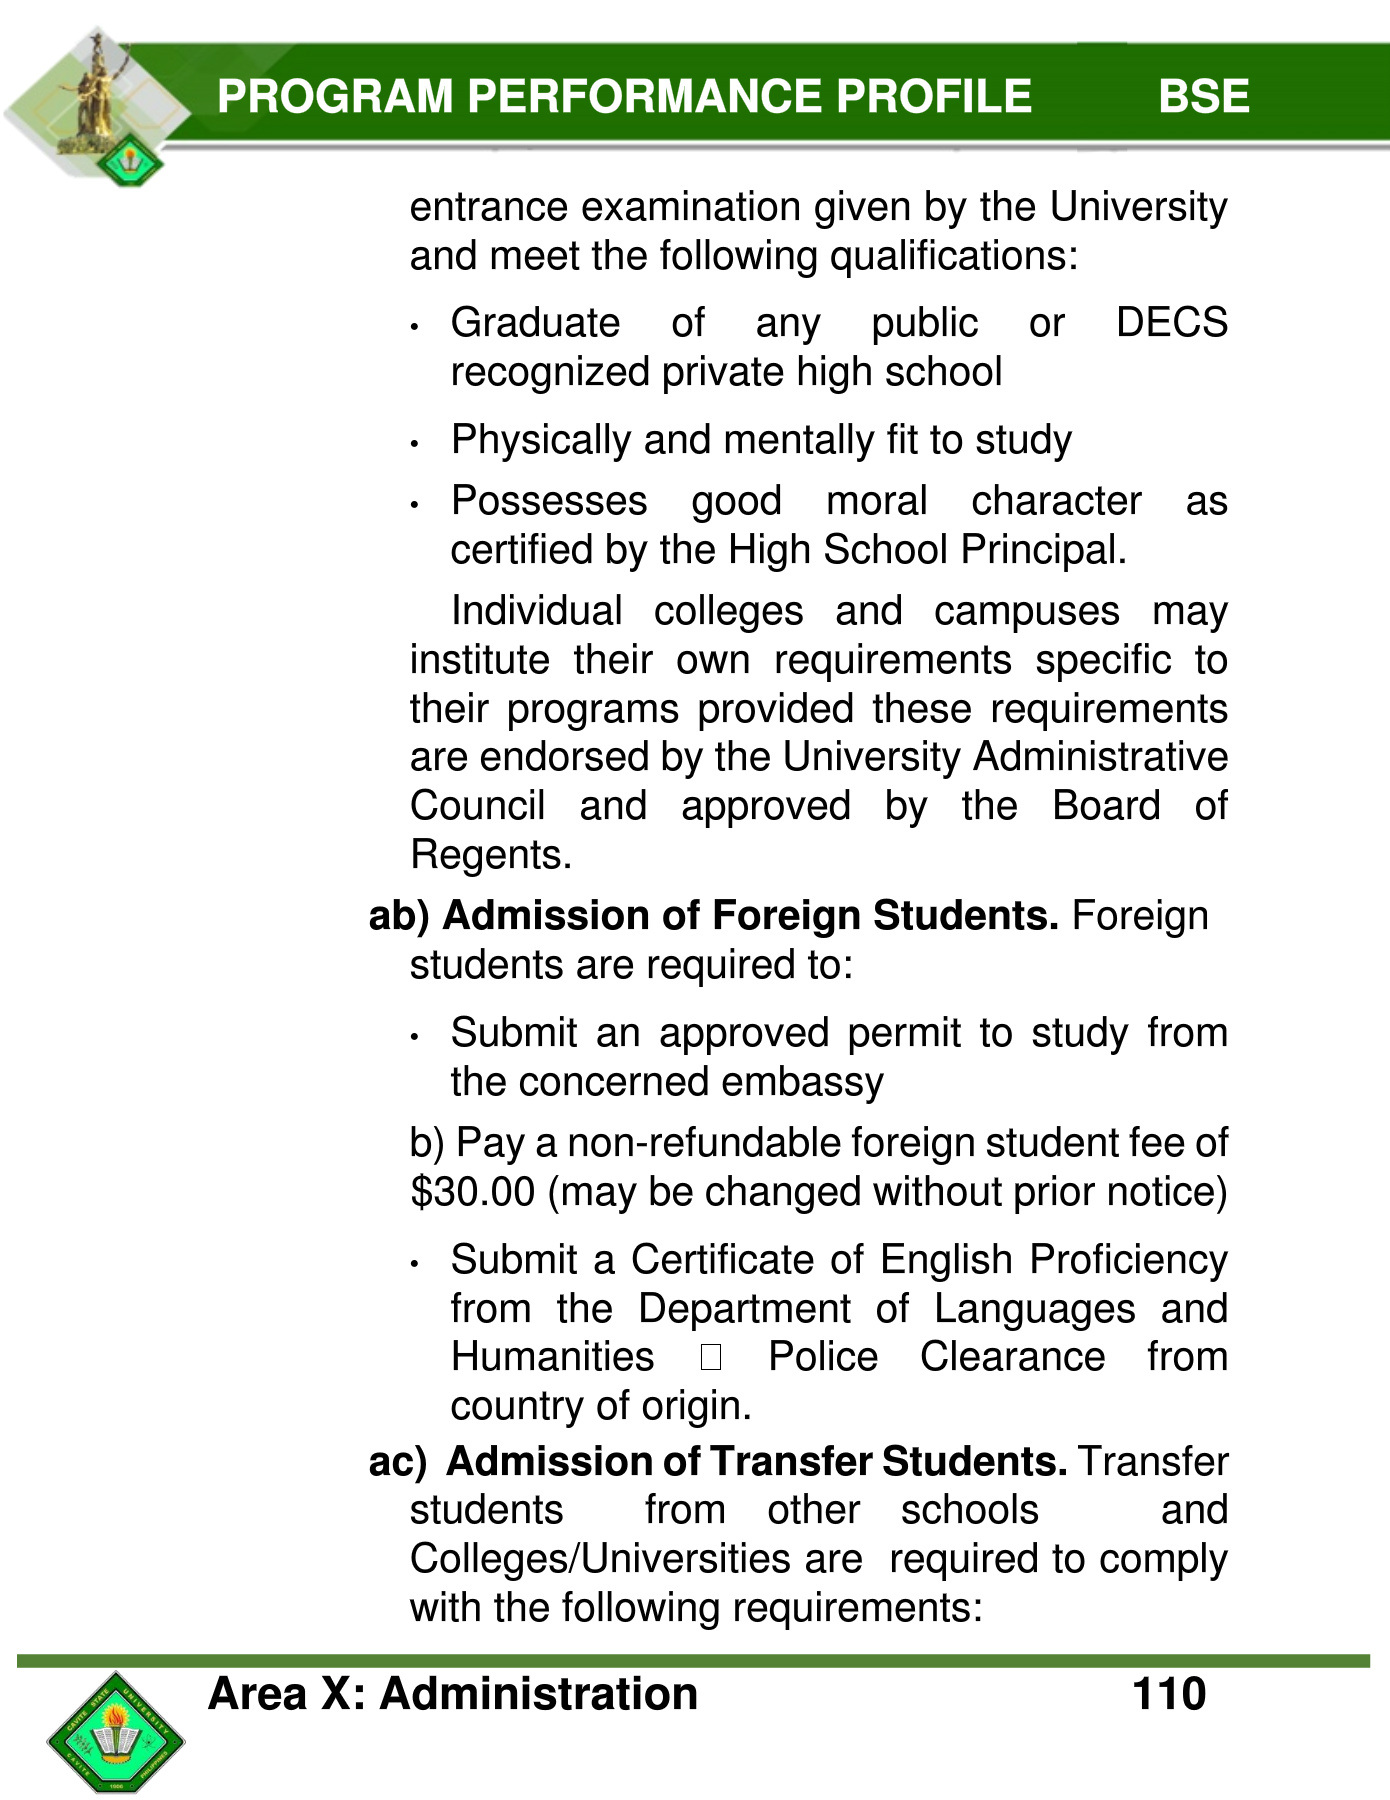 PROGRAM PERFORMANCE PROFILE BSE
entrance examination given by the University
and meet the following qualifications:
• Graduate of any public or DECS
recognized private high school
• Physically and mentally fit to study
• Possesses good moral character as
certified by the High School Principal.
Individual colleges and campuses may
institute their own requirements specific to
their programs provided these requirements
are endorsed by the University Administrative
Council and approved by the Board of
Regents.
ab) Admission of Foreign Students. Foreign
students are required to:
• Submit an approved permit to study from
the concerned embassy
b) Pay a non-refundable foreign student fee of
$30.00 (may be changed without prior notice)
• Submit a Certificate of English Proficiency
from the Department of Languages and
Humanities  Police Clearance from
country of origin.
ac) Admission of Transfer Students. Transfer
students from other schools and
Colleges/Universities are required to comply
with the following requirements:
Area X: Administration 110
CAVITE STATE UNIVERSITY
CAVITE 1906 PHILIPPINES